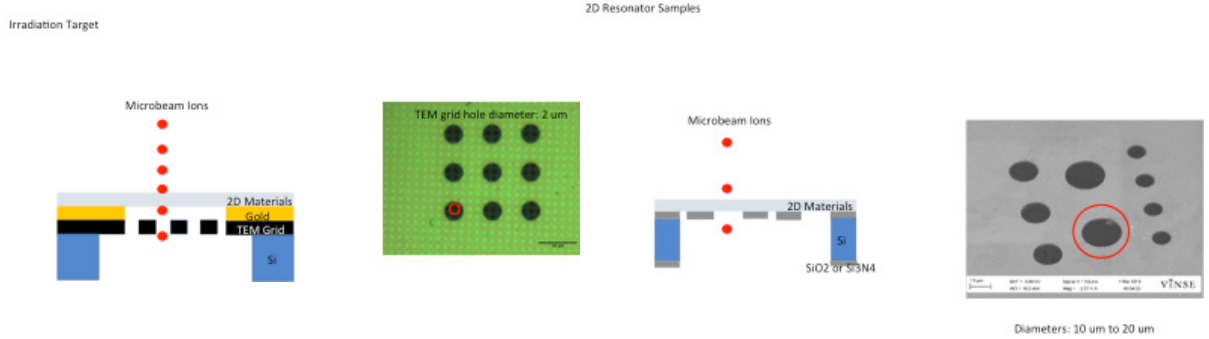 2D Resonator Samples
Irradiation Target
Microbeam Ions
TEM grid hole diameter: 2 um
Microbeam Ions
2D Materials
Gold
TEM Grid
Si
2D Materials
Si
SiO2 or Si3N4
VINSE
Diameters: 10 um to 20 um